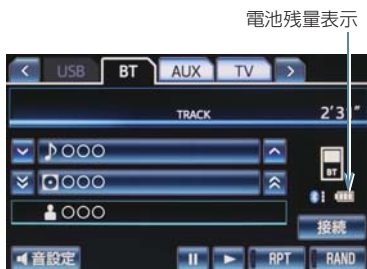 電池残量表示
USB BT AUX TV
TRACK 2'31"
○○○
○○○
BT
○○○
接続
音設定 RPT RAND